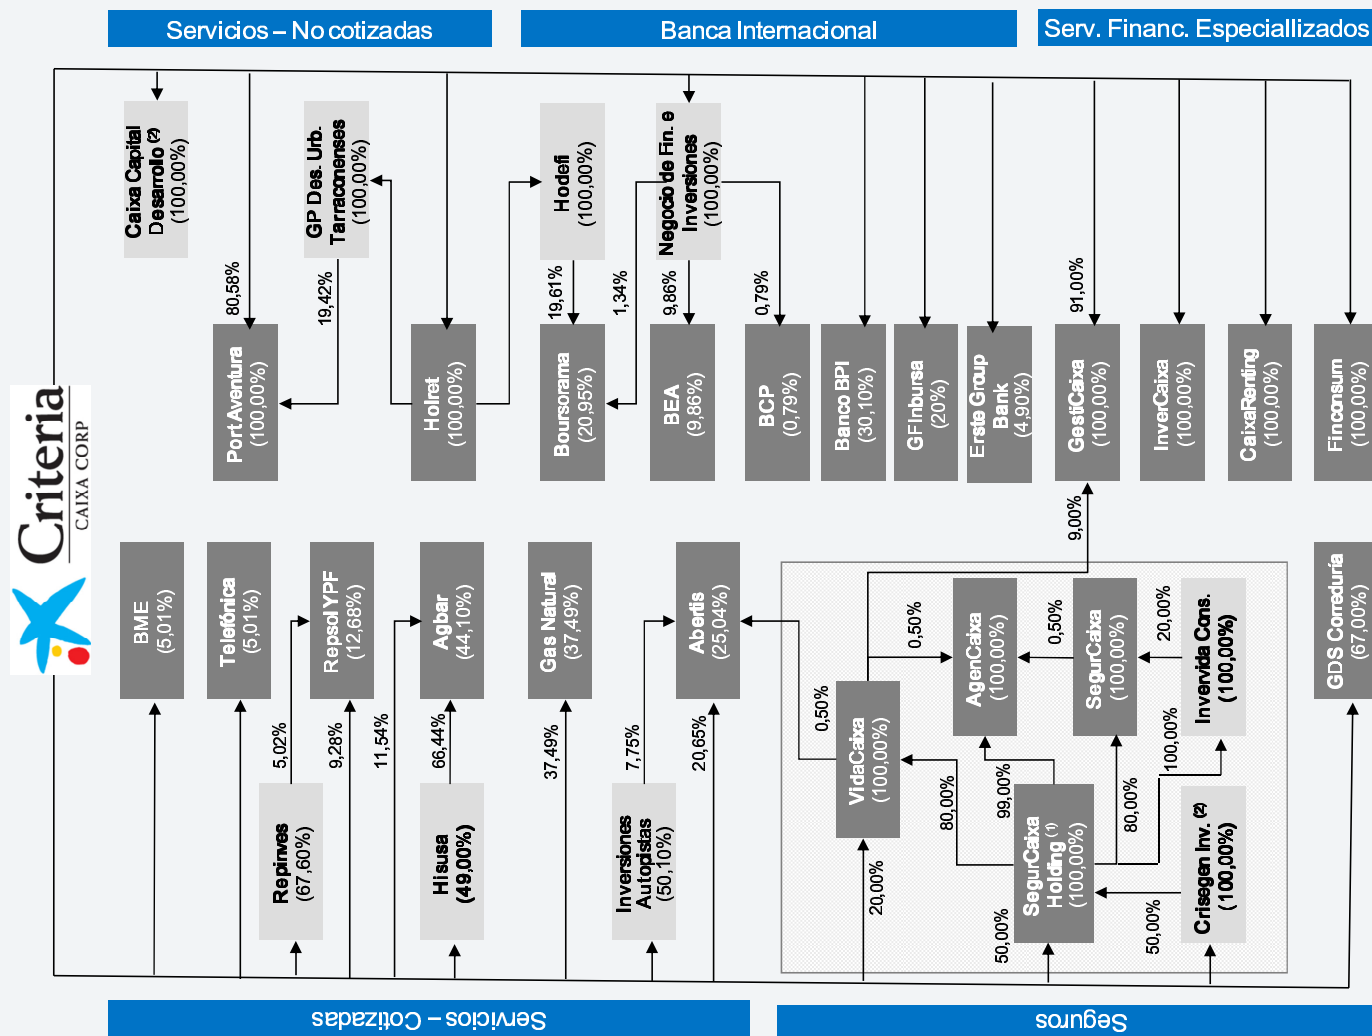 Servicios – No cotizadas
Banca Internacional
Serv. Financ. Especiallizados
Criteria
CAIXA CORP
Caixa Capital
Desarrollo (2)
(100,00%)
80,58%
GP Des. Urb.
Tarraconenses
(100,00%)
19,42%
Hodefi
(100,00%)
19,61%
1,34%
Negocio de Fin. e
Inversiones
(100,00%)
9,86%
0,79%
91,00%
Port Aventura
(100,00%)
Holret
(100,00%)
Boursorama
(20,95%)
BEA
(9,86%)
BCP
(0,79%)
Banco BPI
(30,10%)
GF Inbursa
(20%)
Erste Group
Bank
(4,90%)
GestiCaixa
(100,00%)
InverCaixa
(100,00%)
CaixaRenting
(100,00%)
Finconsum
(100,00%)
9,00%
BME
(5,01%)
Telefónica
(5,01%)
Repsol YPF
(12,68%)
Agbar
(44,10%)
Gas Natural
(37,49%)
Abertis
(25,04%)
5,02%
9,28%
11,54%
66,44%
37,49%
7,75%
20,65%
Repinves
(67,60%)
Hisusa
(49,00%)
Inversiones
Autopistas
(50,10%)
VidaCaixa
(100,00%)
0,50%
0,50%
AgenCaixa
(100,00%)
0,50%
SegurCaixa
(100,00%)
20,00%
Invervida Cons.
(100,00%)
GDS Correduría
(67,00%)
20,00%
80,00%
99,00%
80,00%
100,00%
SegurCaixa
Holding (1)
(100,00%)
50,00%
50,00%
Crisegen Inv. (2)
(100,00%)
Servicios – Cotizadas
Seguros